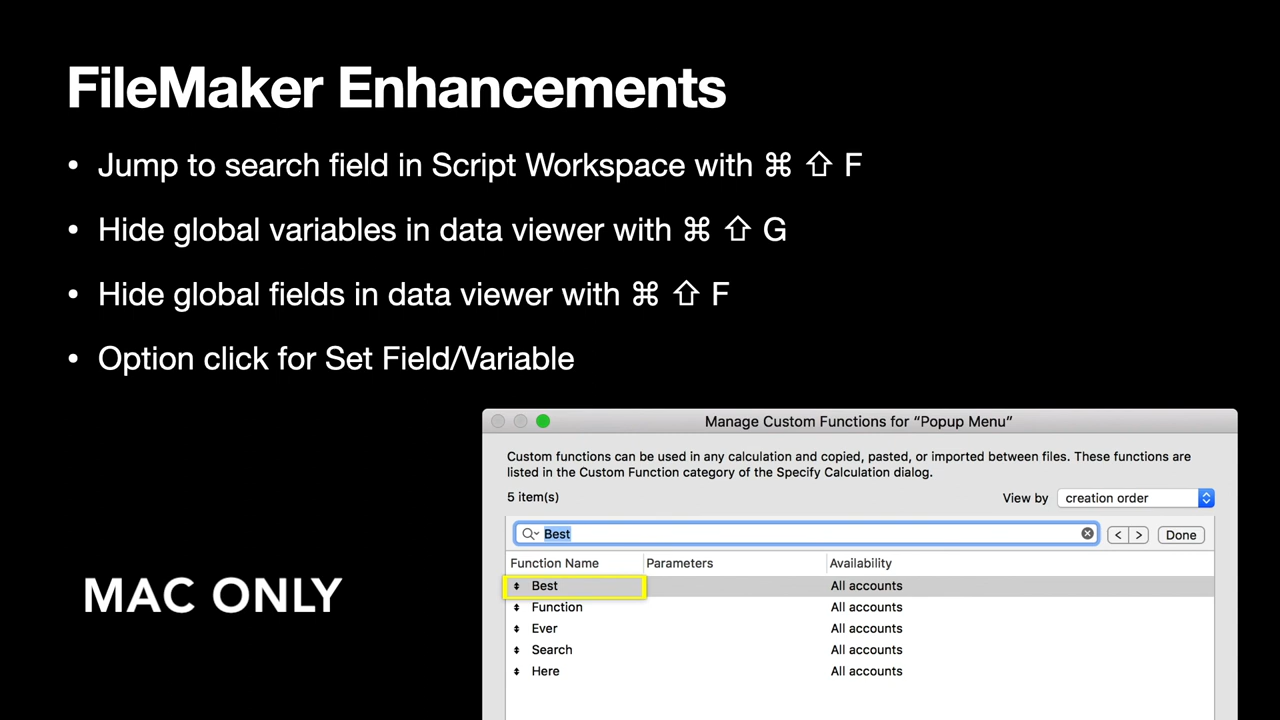 FileMaker Enhancements
• Jump to search field in Script Workspace with ⌘ ⇧ F
• Hide global variables in data viewer with ⌘ ⇧ G
• Hide global fields in data viewer with ⌘ ⇧ F
• Option click for Set Field/Variable
Manage Custom Functions for “Popup Menu”
Custom functions can be used in any calculation and copied, pasted, or imported between files. These functions are
listed in the Custom Function category of the Specify Calculation dialog.
5 item(s)
View by creation order
Best
< > Done
Function Name Parameters Availability
Best All accounts
Function All accounts
Ever All accounts
Search All accounts
Here All accounts
MAC ONLY